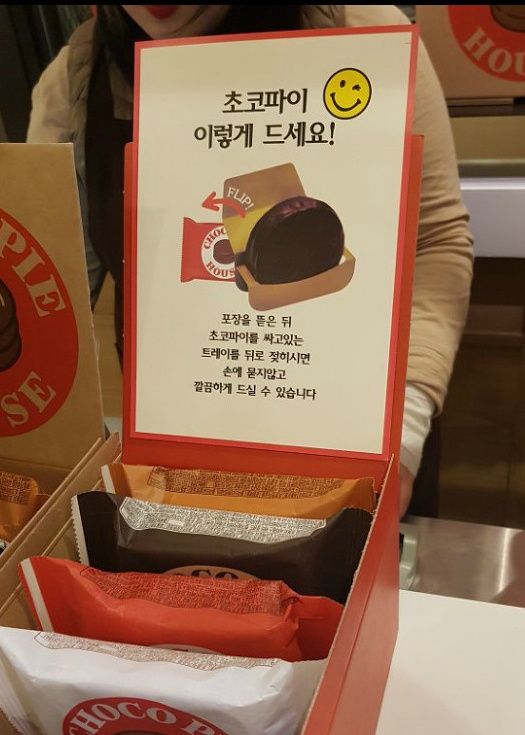 초코파이
이렇게 드세요!
FLIP!
CHOCO
HOUSE
포장을 뜯은 뒤
초코파이를 싸고있는
트레이를 뒤로 젖히시면
손에 묻지않고
깔끔하게 드실 수 있습니다
PIE
HOU
CHOCO PI